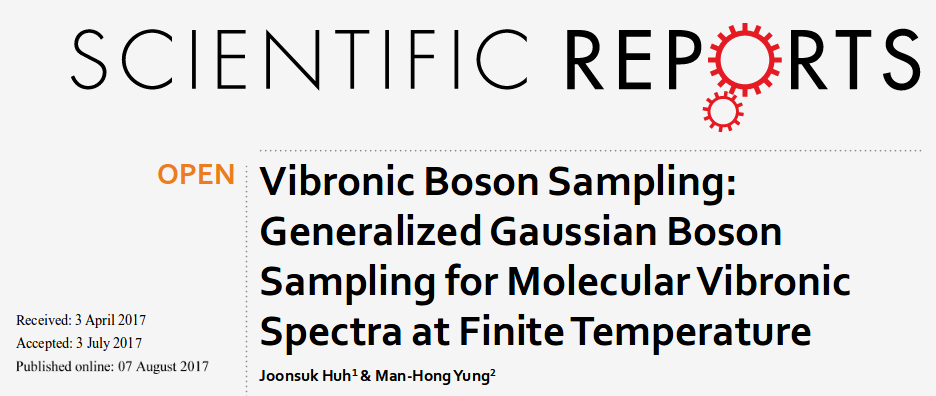 SCIENTIFIC REPORTS
OPEN
Vibronic Boson Sampling:
Generalized Gaussian Boson
Sampling for Molecular Vibronic
Spectra at Finite Temperature
Received: 3 April 2017
Accepted: 3 July 2017
Published online: 07 August 2017
Joonsuk Huh¹ & Man-Hong Yung²